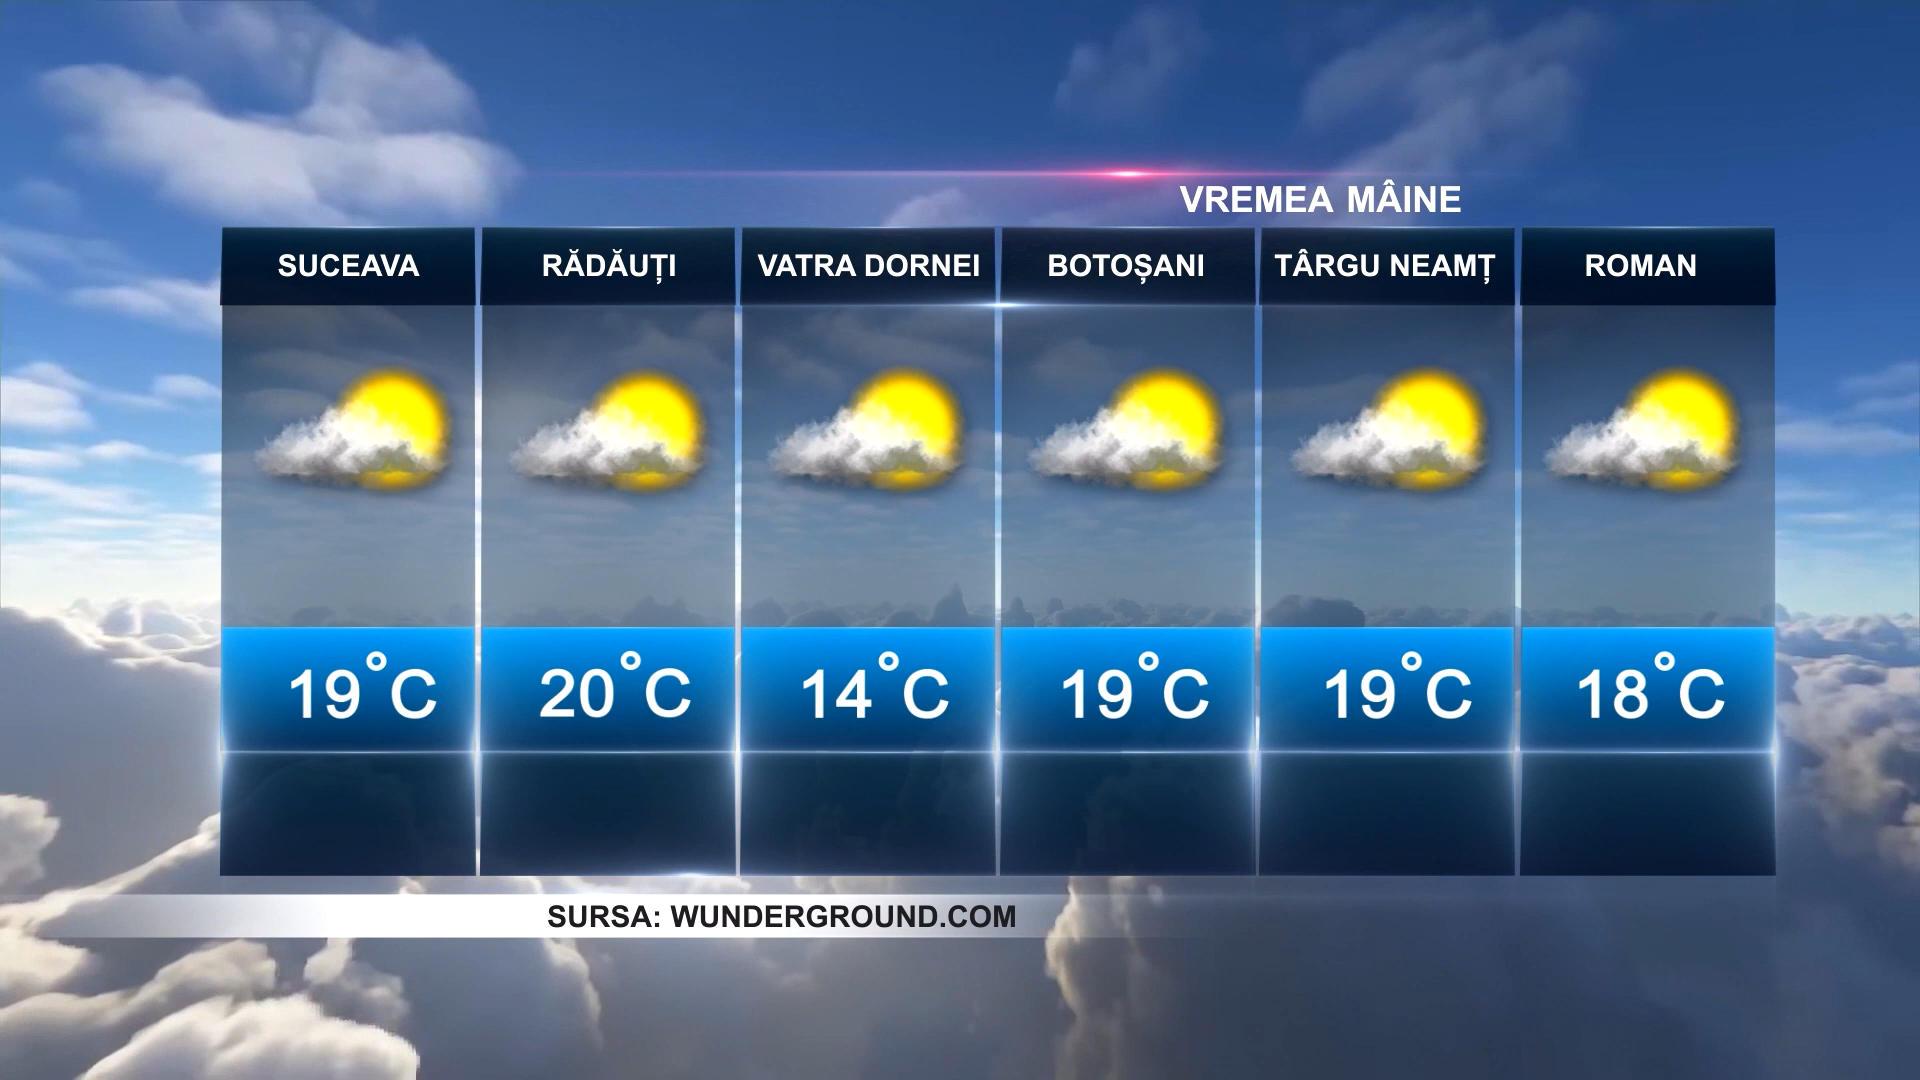 VREMEA MÂINE
SUCEAVA
RĂDĂUȚI
VATRA DORNEI
BOTOȘANI
TÂRGU NEAMȚ
ROMAN
19°C
20°C
14°C
19°C
19°C
18°C
SURSA: WUNDERGROUND.COM